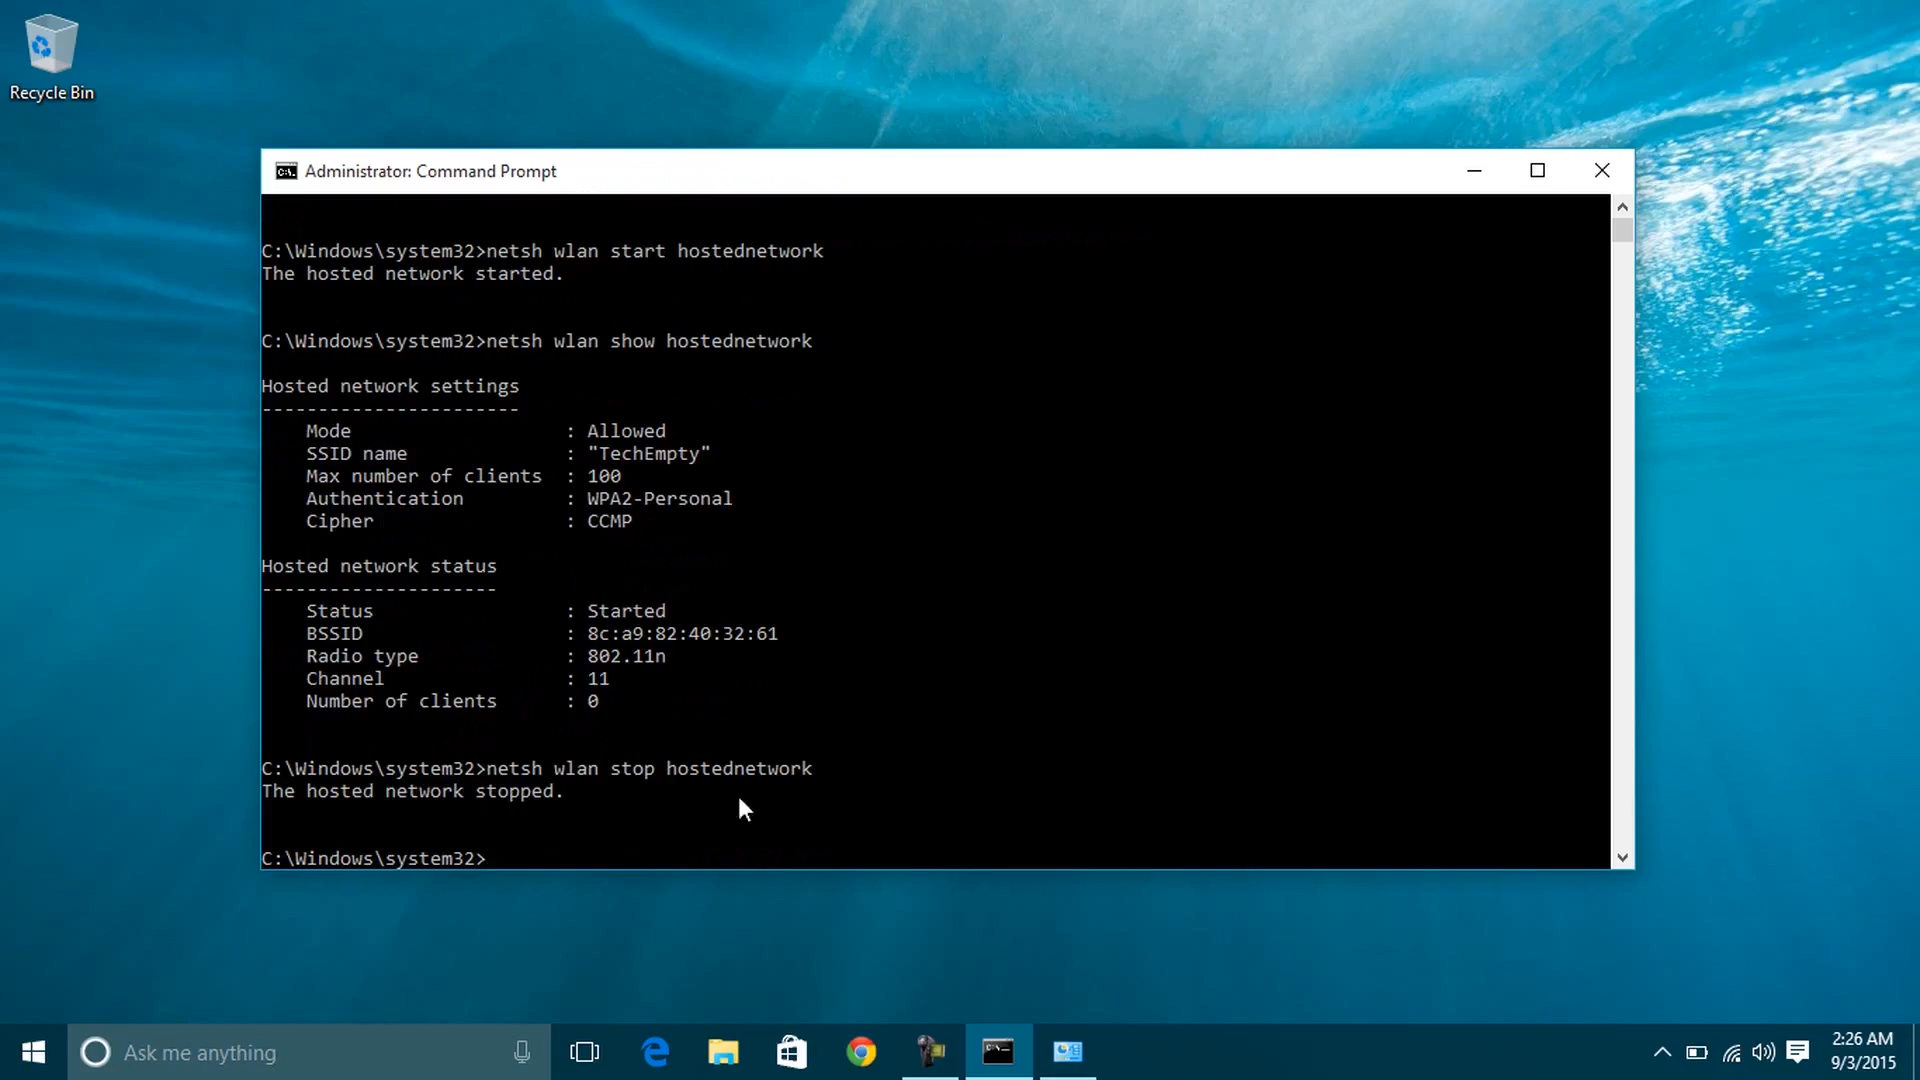 Recycle Bin
Administrator: Command Prompt
C:\Windows\system32>netsh wlan start hostednetwork
The hosted network started.
C:\Windows\system32>netsh wlan show hostednetwork
Hosted network settings
-----------------------
Mode : Allowed
SSID name : "TechEmpty"
Max number of clients : 100
Authentication : WPA2-Personal
Cipher : CCMP
Hosted network status
---------------------
Status : Started
BSSID : 8c:a9:82:40:32:61
Radio type : 802.11n
Channel : 11
Number of clients : 0
C:\Windows\system32>netsh wlan stop hostednetwork
The hosted network stopped.
C:\Windows\system32>
Ask me anything
2:26 AM
9/3/2015